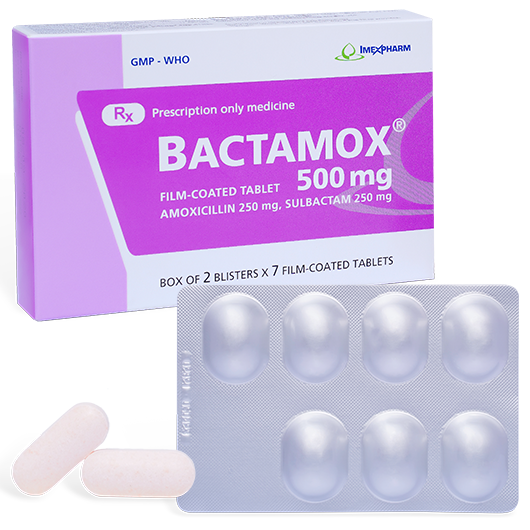 IMEXPHARM
GMP - WHO
Rx Prescription only medicine
BACTAMOX®
500 mg
FILM-COATED TABLET
AMOXICILLIN 250 mg, SULBACTAM 250 mg
BOX OF 2 BLISTERS X 7 FILM-COATED TABLETS